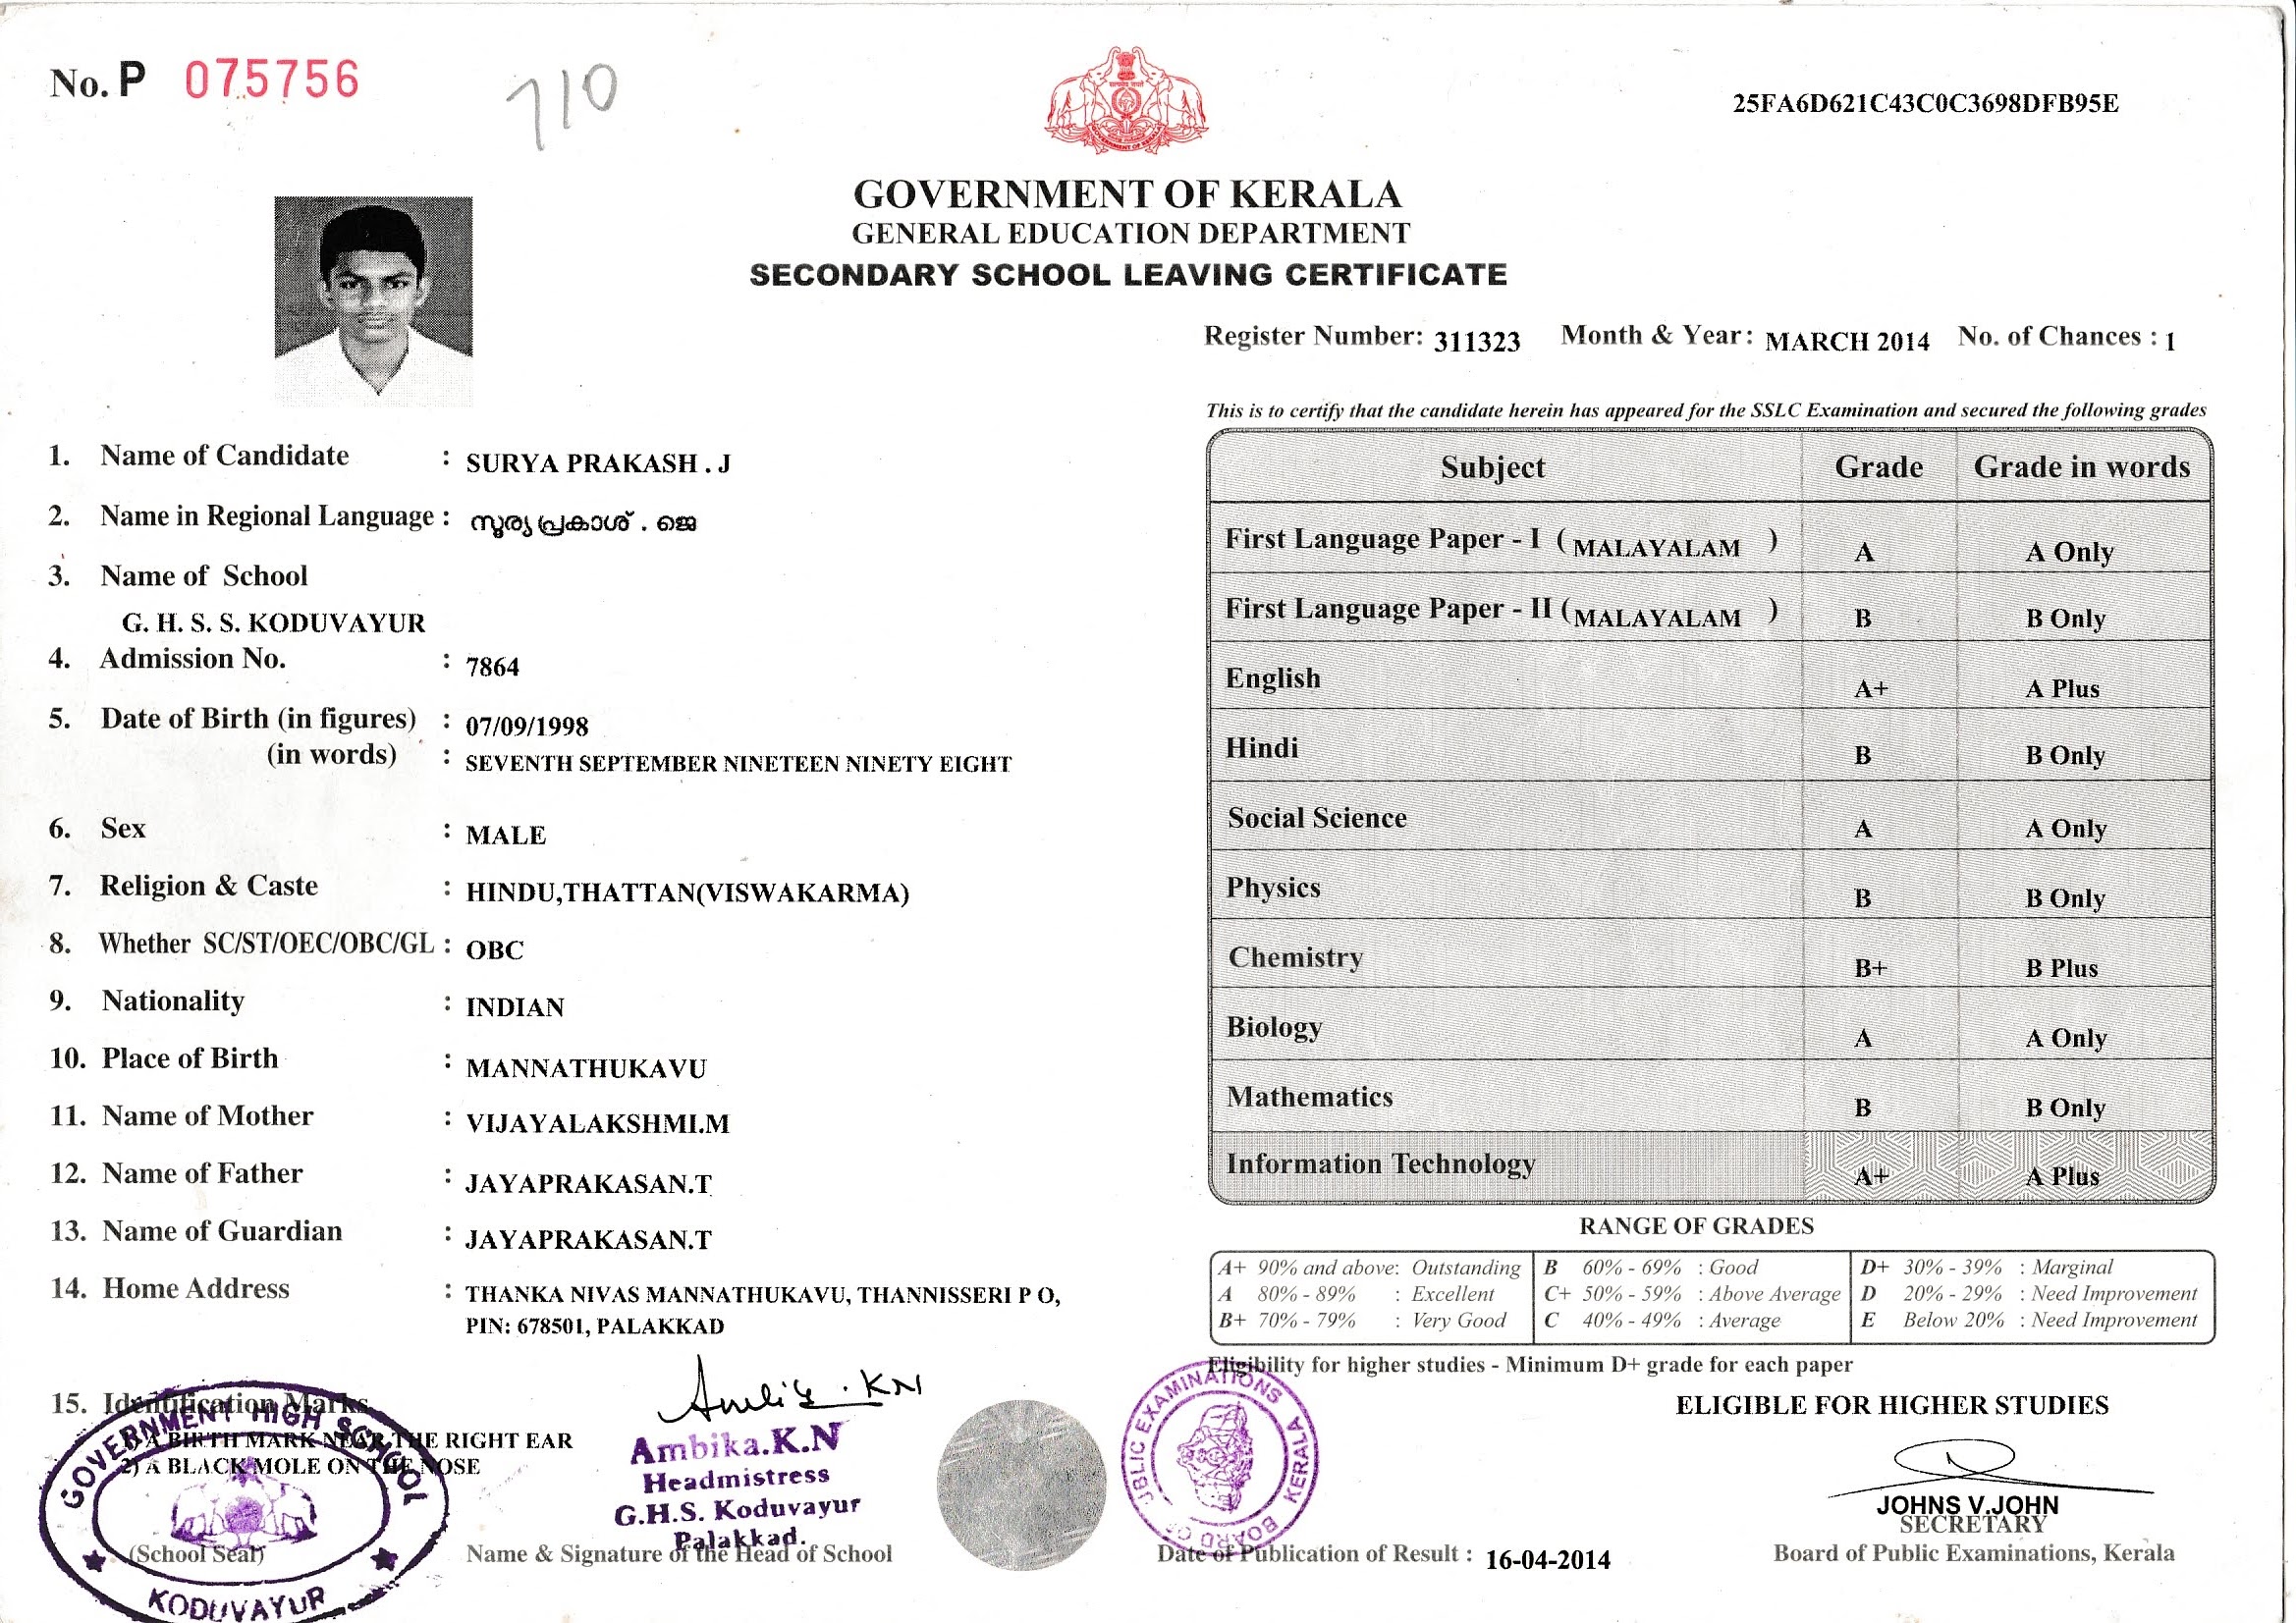 No. P 075756
710
25FA6D621C43C0C3698DFB95E
GOVERNMENT OF KERALA
GENERAL EDUCATION DEPARTMENT
SECONDARY SCHOOL LEAVING CERTIFICATE
Register Number: 311323 Month & Year: MARCH 2014 No. of Chances : 1
1. Name of Candidate : SURYA PRAKASH . J
2. Name in Regional Language : സൂര്യ പ്രകാശ് . ജെ
3. Name of School
G. H. S. S. KODUVAYUR
4. Admission No. : 7864
5. Date of Birth (in figures) : 07/09/1998
(in words) : SEVENTH SEPTEMBER NINETEEN NINETY EIGHT
6. Sex : MALE
7. Religion & Caste : HINDU,THATTAN(VISWAKARMA)
8. Whether SC/ST/OEC/OBC/GL : OBC
9. Nationality : INDIAN
10. Place of Birth : MANNATHUKAVU
11. Name of Mother : VIJAYALAKSHMI.M
12. Name of Father : JAYAPRAKASAN.T
13. Name of Guardian : JAYAPRAKASAN.T
14. Home Address : THANKA NIVAS MANNATHUKAVU, THANNISSERI P O,
PIN: 678501, PALAKKAD
15. Identification Marks
1) A BIRTH MARK NEAR THE RIGHT EAR
2) A BLACK MOLE ON THE NOSE
GOVERNMENT HIGH SCHOOL
KODUVAYUR
(School Seal)
Ambika.K.N
Headmistress
G.H.S. Koduvayur
Palakkad.
Name & Signature of the Head of School
This is to certify that the candidate herein has appeared for the SSLC Examination and secured the following grades
Subject Grade Grade in words
First Language Paper - I ( MALAYALAM ) A A Only
First Language Paper - II ( MALAYALAM ) B B Only
English A+ A Plus
Hindi B B Only
Social Science A A Only
Physics B B Only
Chemistry B+ B Plus
Biology A A Only
Mathematics B B Only
Information Technology A+ A Plus
RANGE OF GRADES
A+ 90% and above: Outstanding B 60% - 69% : Good D+ 30% - 39% : Marginal
A 80% - 89% : Excellent C+ 50% - 59% : Above Average D 20% - 29% : Need Improvement
B+ 70% - 79% : Very Good C 40% - 49% : Average E Below 20% : Need Improvement
Eligibility for higher studies - Minimum D+ grade for each paper
ELIGIBLE FOR HIGHER STUDIES
BOARD OF PUBLIC EXAMINATIONS KERALA
JOHNS V.JOHN
SECRETARY
Date of Publication of Result : 16-04-2014
Board of Public Examinations, Kerala